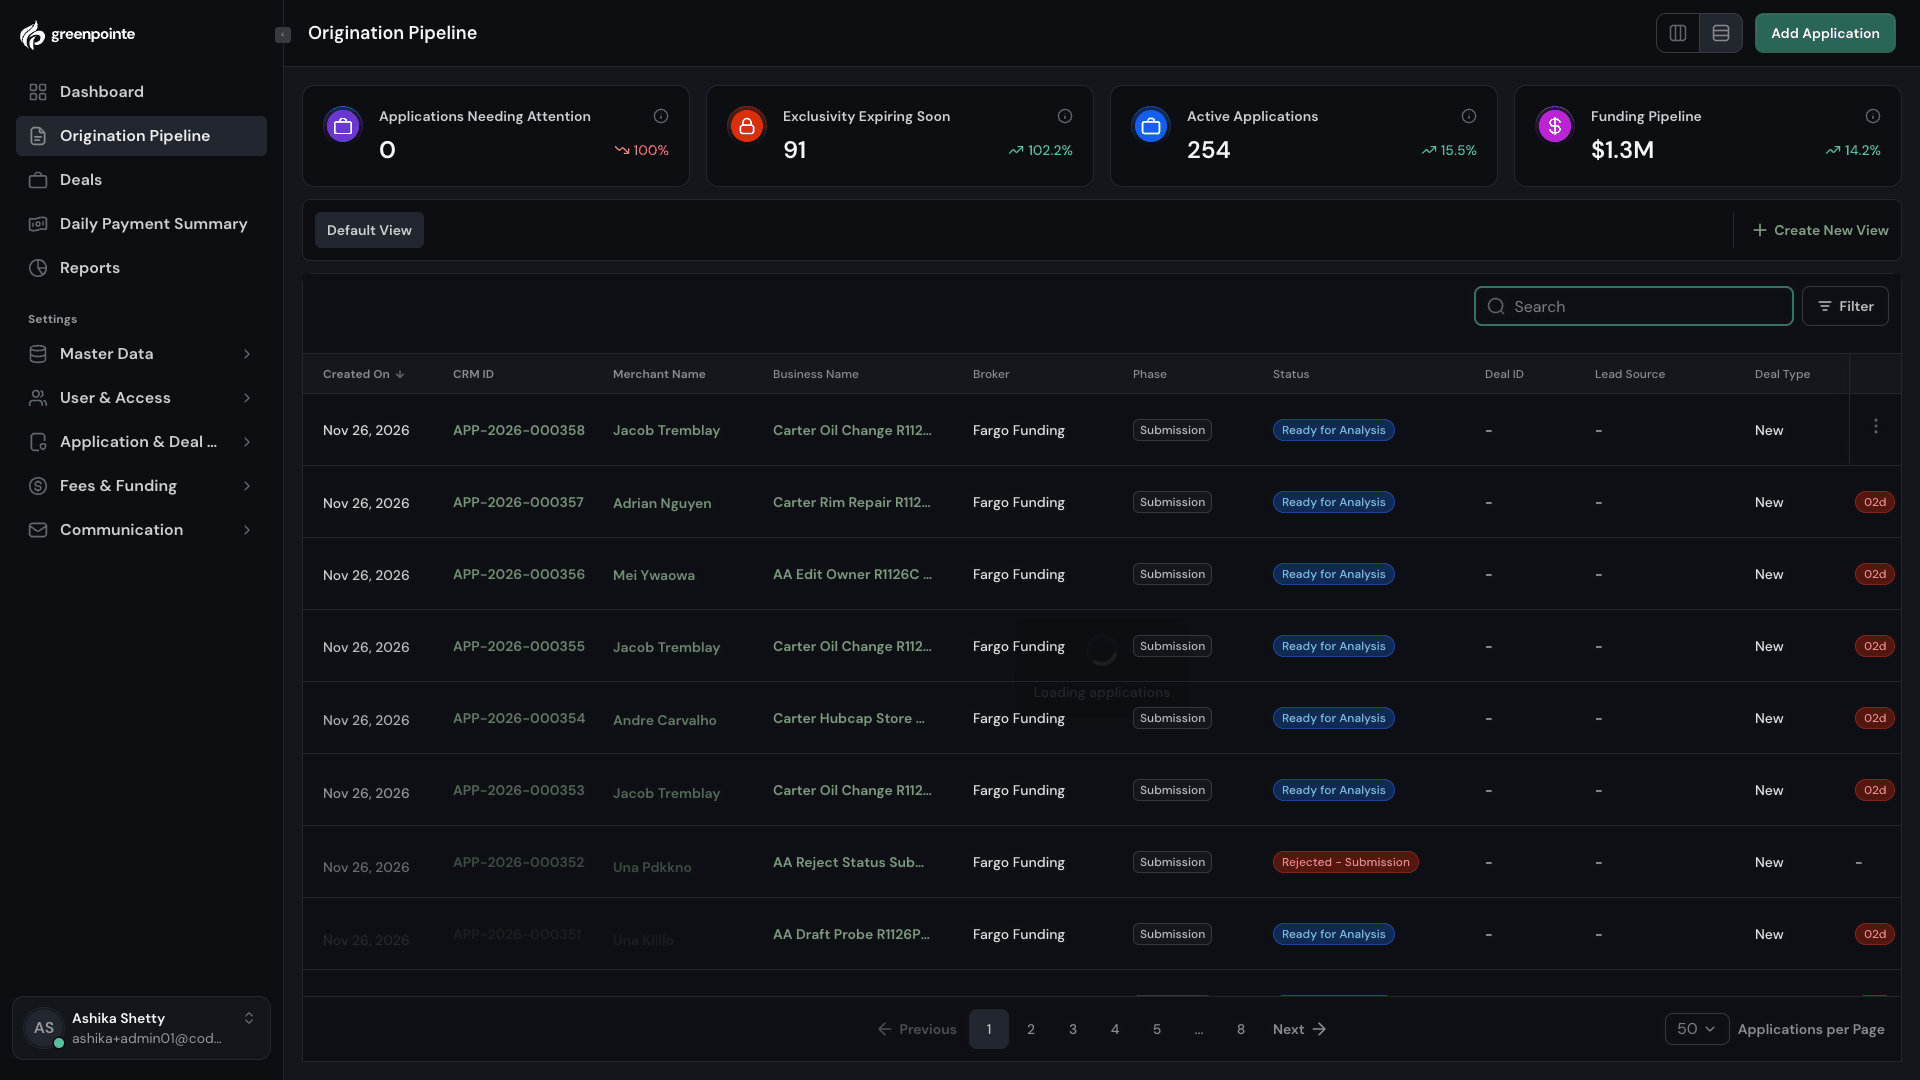 greenpointe
Origination Pipeline
Add Application
Dashboard
Origination Pipeline
Deals
Daily Payment Summary
Reports
Settings
Master Data
User & Access
Application & Deal ...
Fees & Funding
Communication
AS
Ashika Shetty
ashika+admin01@cod...
Applications Needing Attention
0
100%
Exclusivity Expiring Soon
91
102.2%
Active Applications
254
15.5%
Funding Pipeline
$1.3M
14.2%
Default View
Create New View
Search
Filter
Created On CRM ID Merchant Name Business Name Broker Phase Status Deal ID Lead Source Deal Type
Nov 26, 2026 APP-2026-000358 Jacob Tremblay Carter Oil Change R112... Fargo Funding Submission Ready for Analysis - - New
Nov 26, 2026 APP-2026-000357 Adrian Nguyen Carter Rim Repair R112... Fargo Funding Submission Ready for Analysis - - New 02d
Nov 26, 2026 APP-2026-000356 Mei Ywaowa AA Edit Owner R1126C ... Fargo Funding Submission Ready for Analysis - - New 02d
Nov 26, 2026 APP-2026-000355 Jacob Tremblay Carter Oil Change R112... Fargo Funding Submission Ready for Analysis - - New 02d
Loading applications
Nov 26, 2026 APP-2026-000354 Andre Carvalho Carter Hubcap Store ... Fargo Funding Submission Ready for Analysis - - New 02d
Nov 26, 2026 APP-2026-000353 Jacob Tremblay Carter Oil Change R112... Fargo Funding Submission Ready for Analysis - - New 02d
Nov 26, 2026 APP-2026-000352 Una Pdkkno AA Reject Status Sub... Fargo Funding Submission Rejected - Submission - - New -
Nov 26, 2026 APP-2026-000351 Una Klillo AA Draft Probe R1126P... Fargo Funding Submission Ready for Analysis - - New 02d
Previous 1 2 3 4 5 ... 8 Next
50 Applications per Page